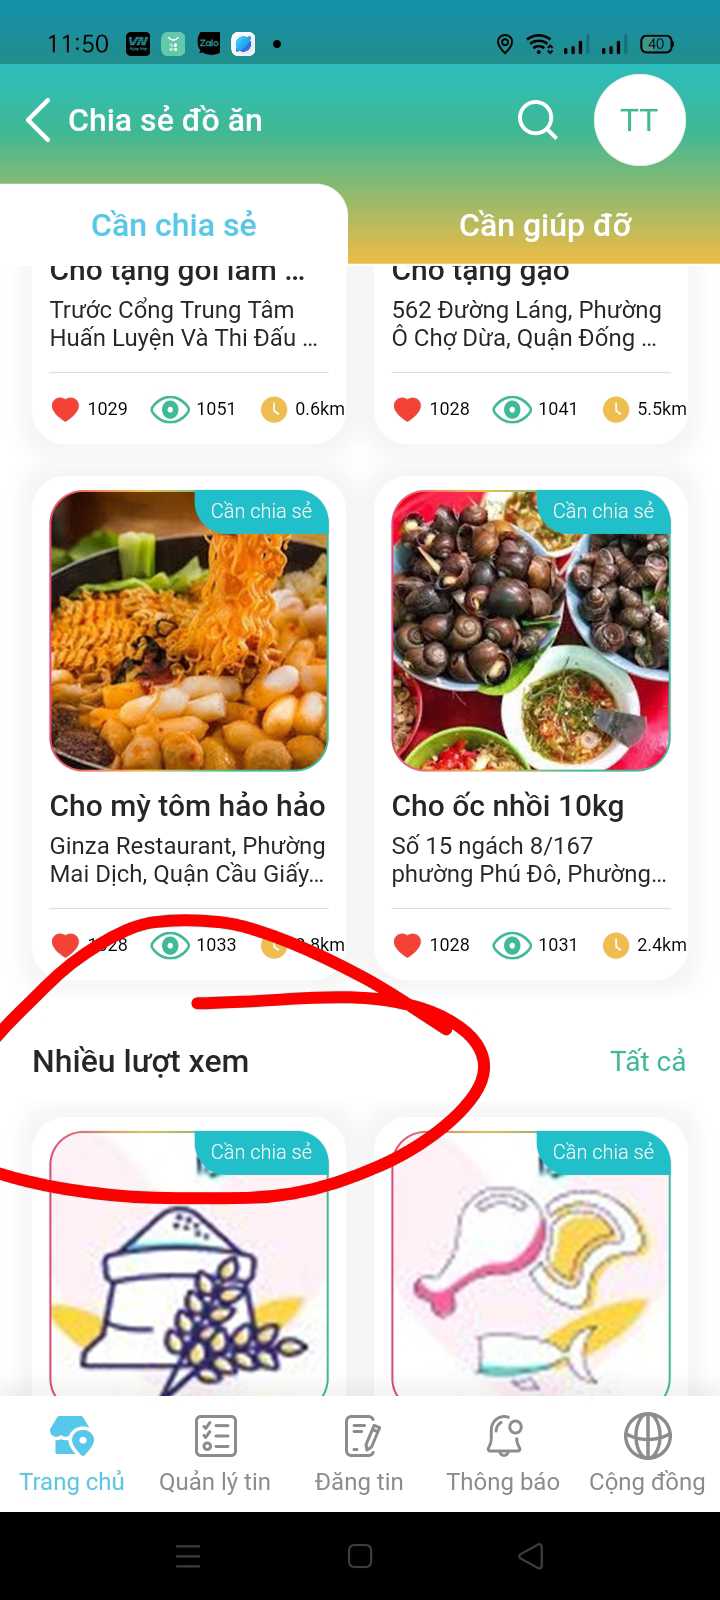 11:50
VN
Zalo
40
Chia sẻ đồ ăn
TT
Cần chia sẻ
Cần giúp đỡ
Cho tặng gói làm ...
Cho tặng gạo
Trước Cổng Trung Tâm
Huấn Luyện Và Thi Đấu ...
562 Đường Láng, Phường
Ô Chợ Dừa, Quận Đống ...
1029 1051 0.6km
1028 1041 5.5km
Cần chia sẻ
Cần chia sẻ
Cho mỳ tôm hảo hảo
Cho ốc nhồi 10kg
Ginza Restaurant, Phường
Mai Dịch, Quận Cầu Giấy...
Số 15 ngách 8/167
phường Phú Đô, Phường...
1028 1033
1028 1031 2.4km
Nhiều lượt xem
Tất cả
Cần chia sẻ
Cần chia sẻ
Trang chủ
Quản lý tin
Đăng tin
Thông báo
Cộng đồng